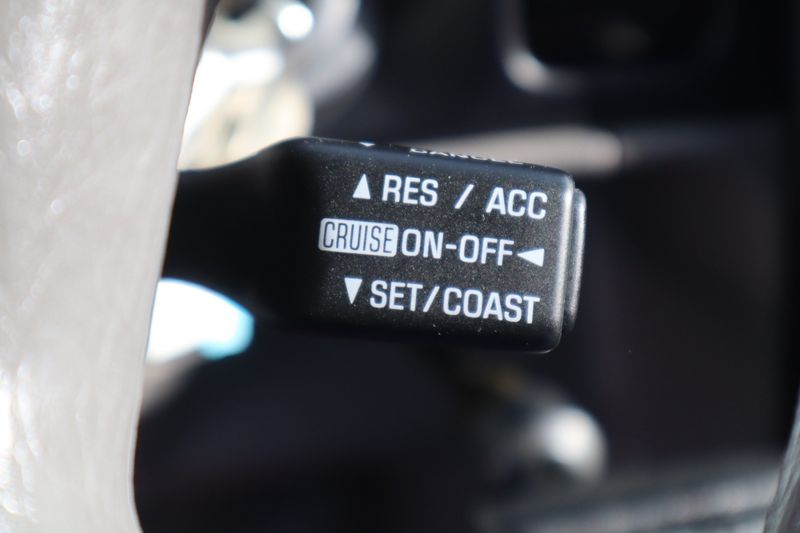 ▲ RES / ACC
CRUISE ON-OFF ◄
▼ SET/COAST